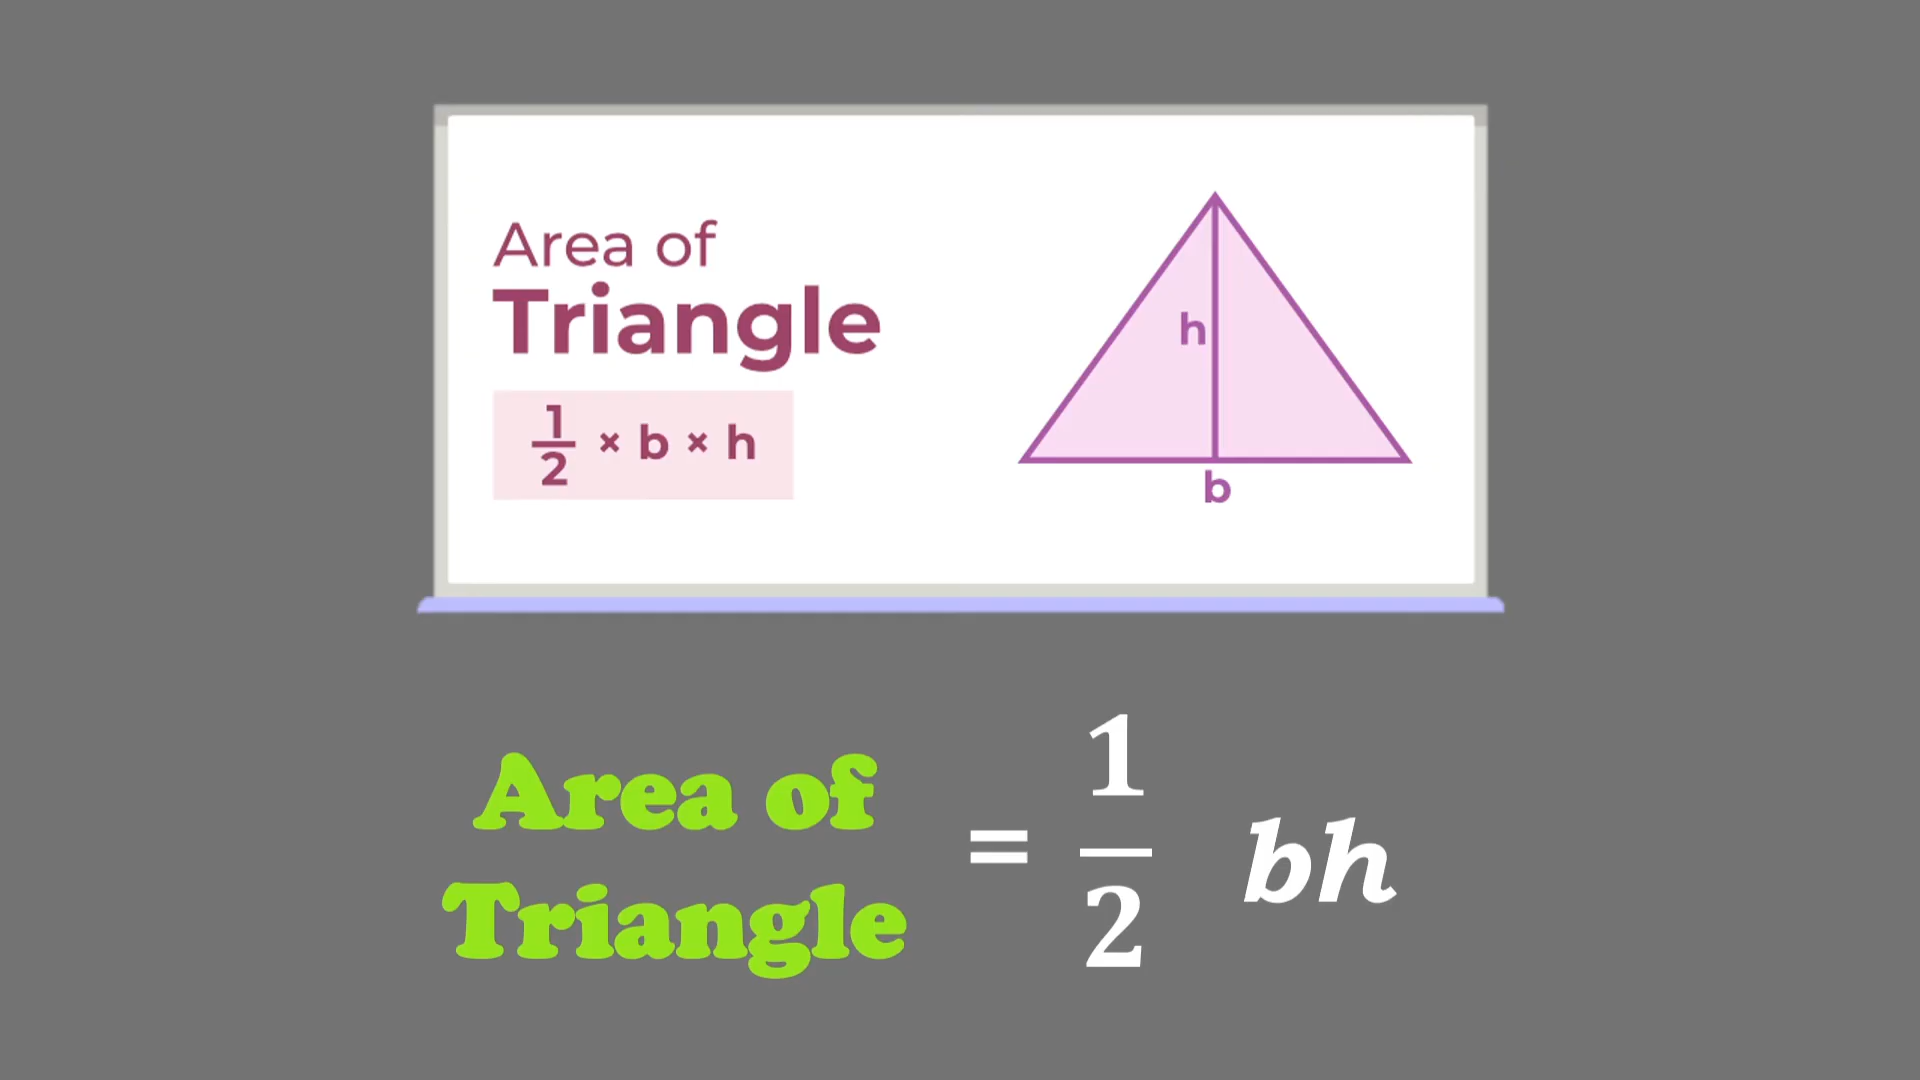 Area of
Triangle
1/2 × b × h
h
b
Area of
Triangle
= 1/2 bh